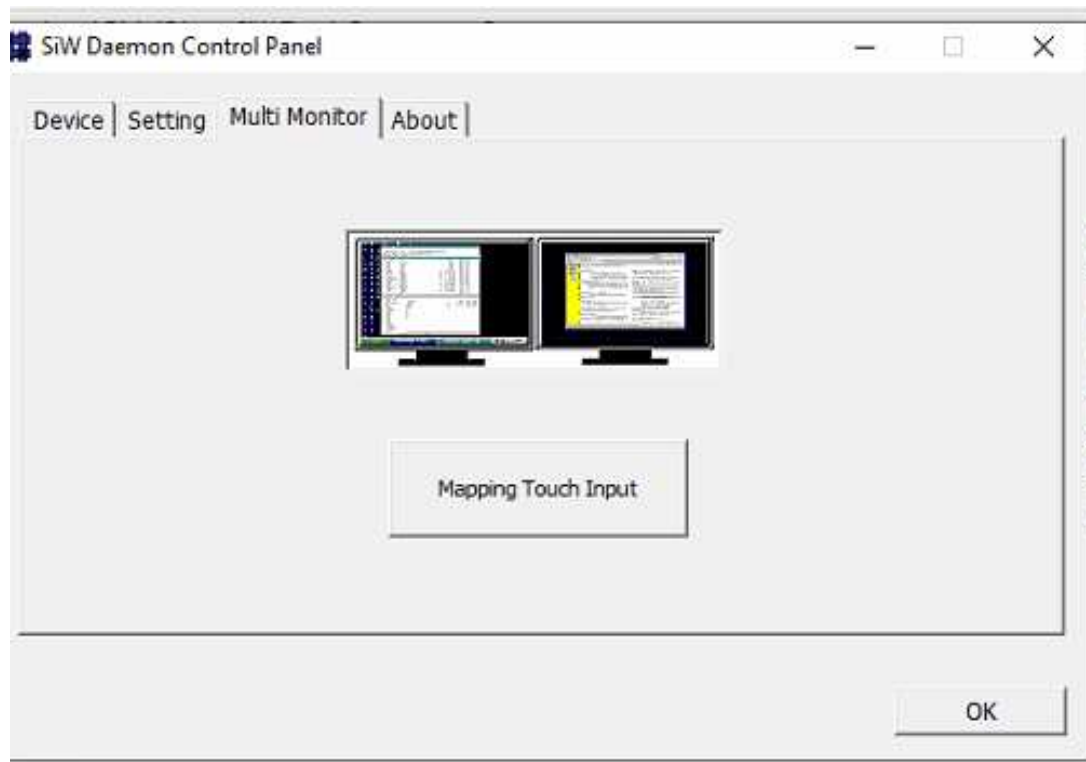 SiW Daemon Control Panel
Device Setting Multi Monitor About
Mapping Touch Input
OK